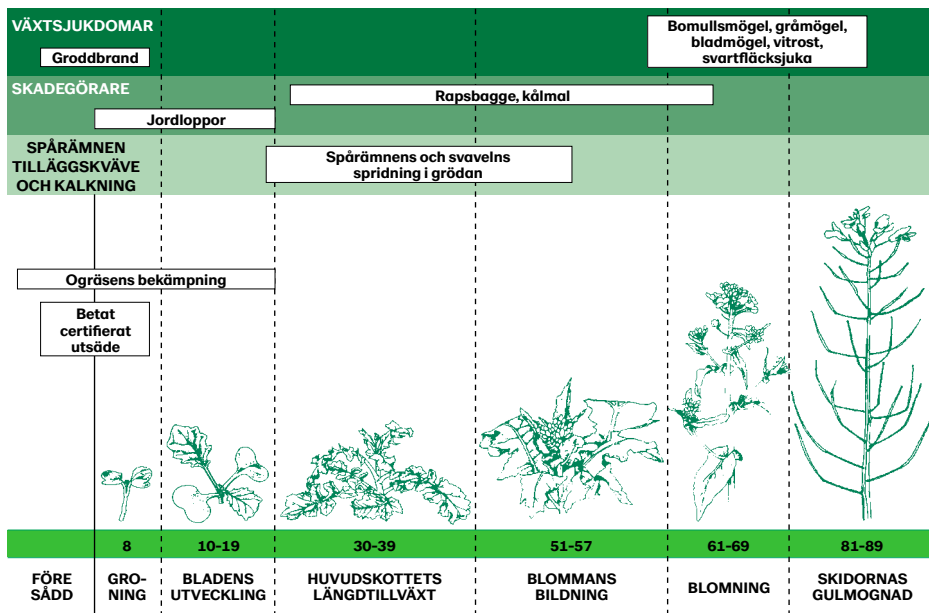 VÄXTSJUKDOMAR
Groddbrand
Bomullsmögel, gråmögel,
bladmögel, vitrost,
svartfläcksjuka
SKADEGÖRARE
Rapsbagge, kålmal
Jordloppor
SPÅRÄMNEN
TILLÄGGSKVÄVE
OCH KALKNING
Spårämnens och svavelns
spridning i grödan
Ogräsens bekämpning
Betat
certifierat
utsäde
8
10-19
30-39
51-57
61-69
81-89
FÖRE
SÅDD
GRO-
NING
BLADENS
UTVECKLING
HUVUDSKOTTETS
LÄNGDTILLVÄXT
BLOMMANS
BILDNING
BLOMNING
SKIDORNAS
GULMOGNAD